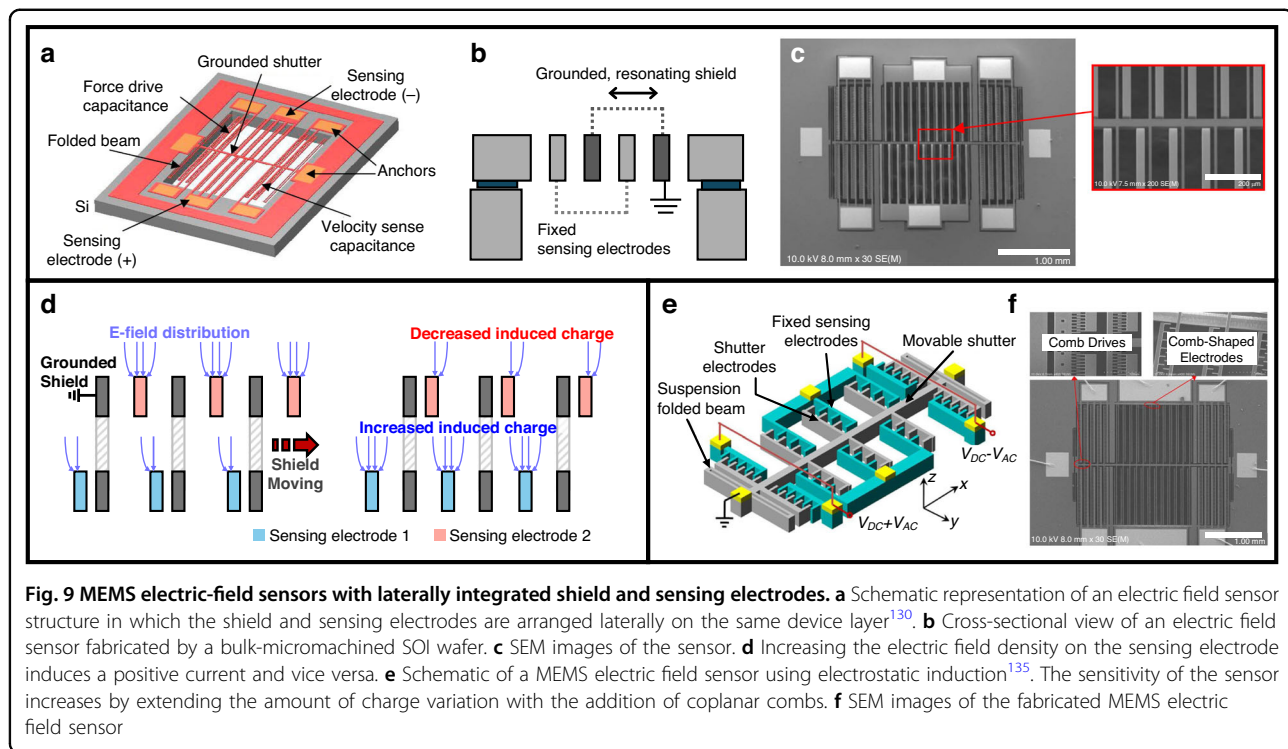 a
Grounded shutter
Force drive
capacitance
Sensing
electrode (–)
Folded beam
Anchors
Si
Sensing
electrode (+)
Velocity sense
capacitance
b
Grounded, resonating shield
Fixed
sensing electrodes
c
10.0 kV 8.0 mm x 30 SE(M)
1.00 mm
10.0 kV 7.5 mm x 200 SE(M)
200 µm
d
E-field distribution
Decreased induced charge
Grounded
Shield
Increased induced charge
Shield
Moving
Sensing electrode 1
Sensing electrode 2
e
Fixed sensing
electrodes
Movable shutter
Shutter
electrodes
Suspension
folded beam
VDC-VAC
z
x
y
VDC+VAC
f
Comb Drives
Comb-Shaped
Electrodes
10.0 kV 8.0 mm x 30 SE(M)
1.00 mm
Fig. 9 MEMS electric-field sensors with laterally integrated shield and sensing electrodes. a Schematic representation of an electric field sensor
structure in which the shield and sensing electrodes are arranged laterally on the same device layer130. b Cross-sectional view of an electric field
sensor fabricated by a bulk-micromachined SOI wafer. c SEM images of the sensor. d Increasing the electric field density on the sensing electrode
induces a positive current and vice versa. e Schematic of a MEMS electric field sensor using electrostatic induction135. The sensitivity of the sensor
increases by extending the amount of charge variation with the addition of coplanar combs. f SEM images of the fabricated MEMS electric
field sensor